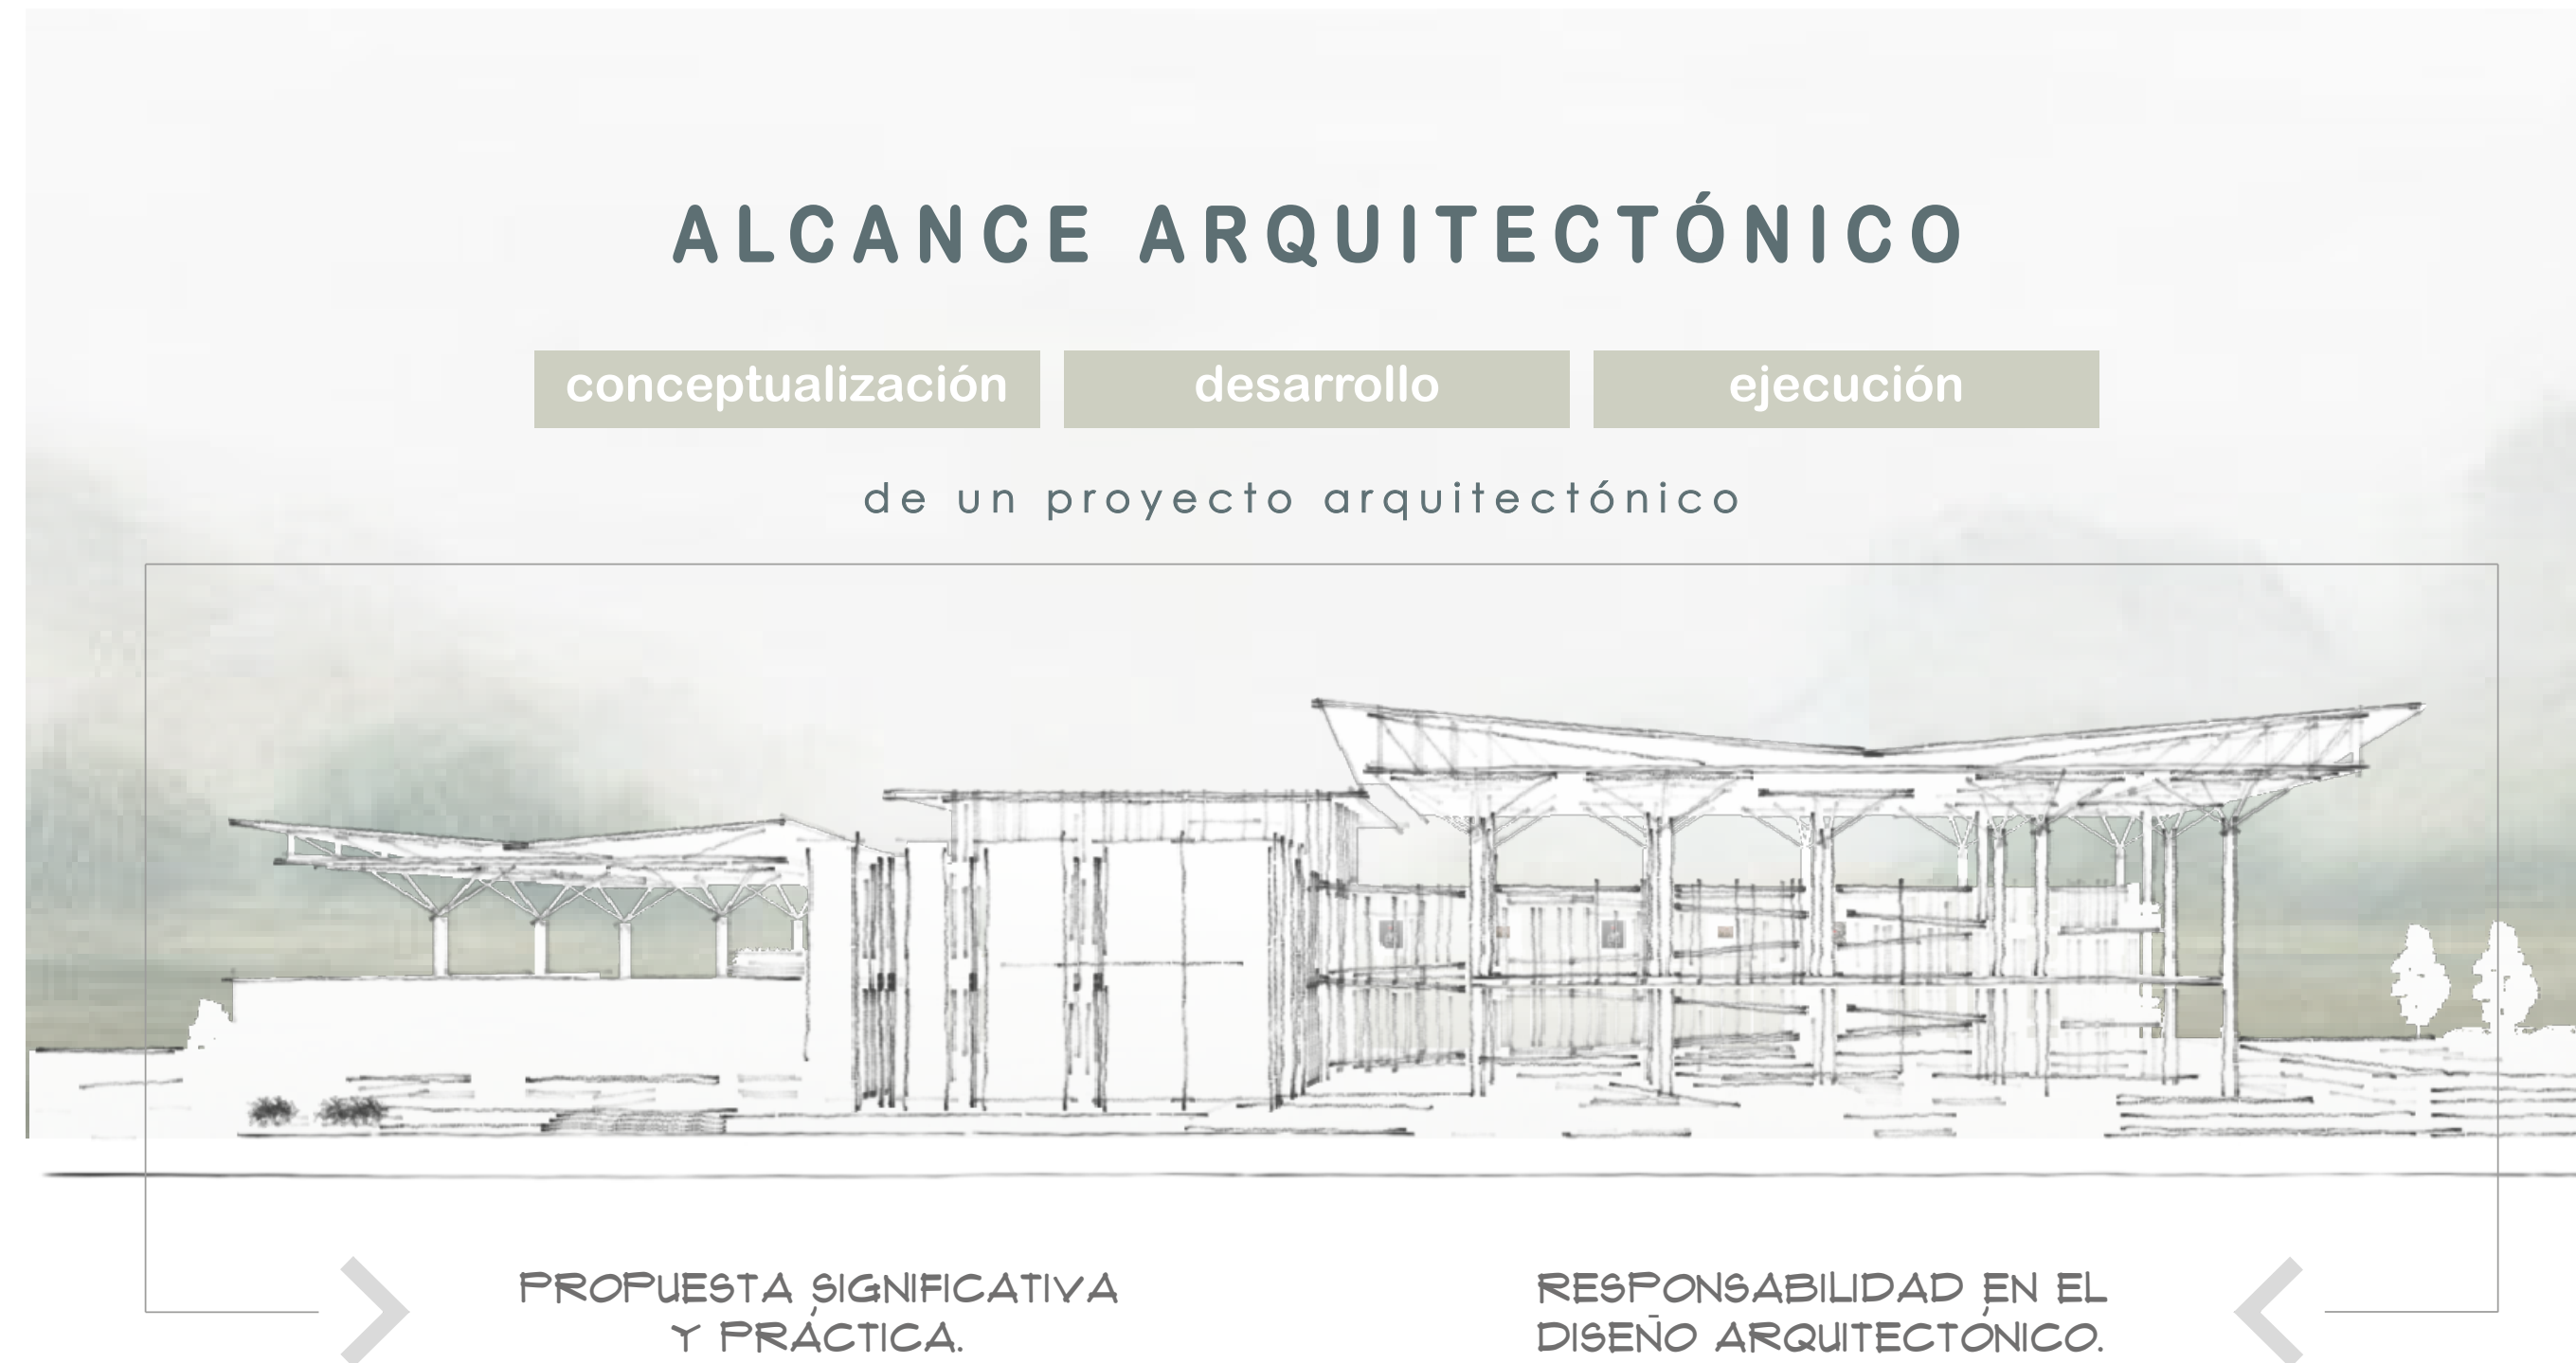 ALCANCE ARQUITECTÓNICO
conceptualización desarrollo ejecución
de un proyecto arquitectónico
PROPUESTA SIGNIFICATIVA
Y PRÁCTICA.
RESPONSABILIDAD EN EL
DISEÑO ARQUITECTÓNICO.